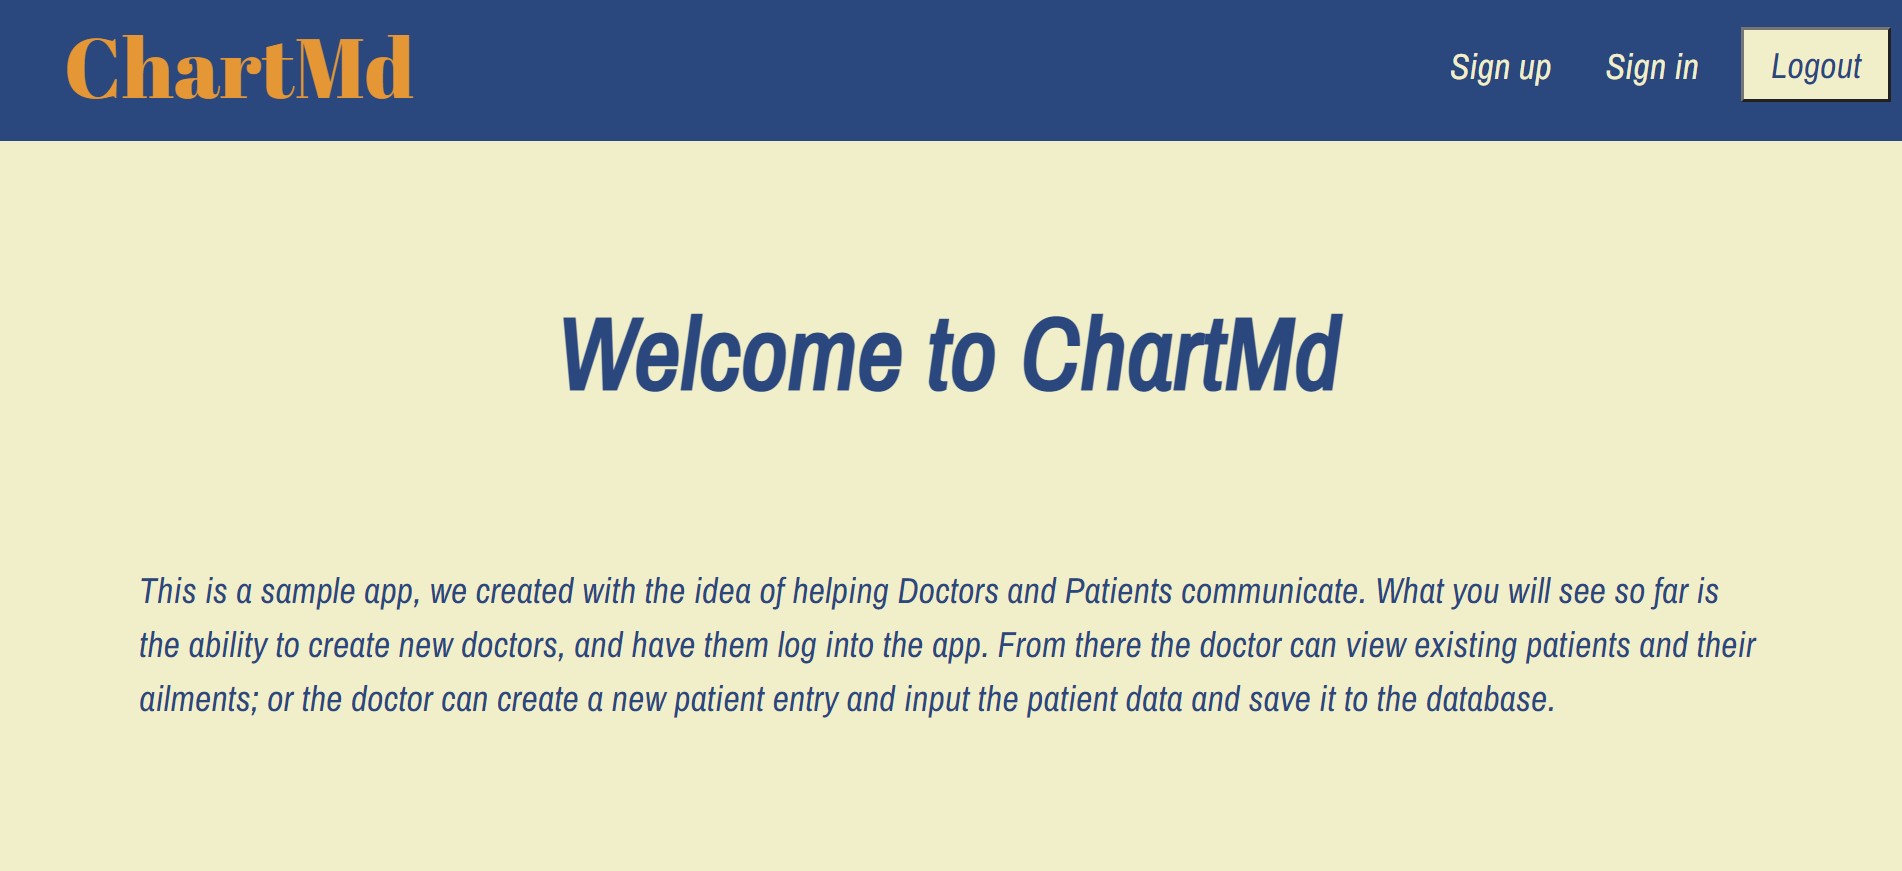 ChartMd
Sign up
Sign in
Logout
Welcome to ChartMd
This is a sample app, we created with the idea of helping Doctors and Patients communicate. What you will see so far is
the ability to create new doctors, and have them log into the app. From there the doctor can view existing patients and their
ailments; or the doctor can create a new patient entry and input the patient data and save it to the database.